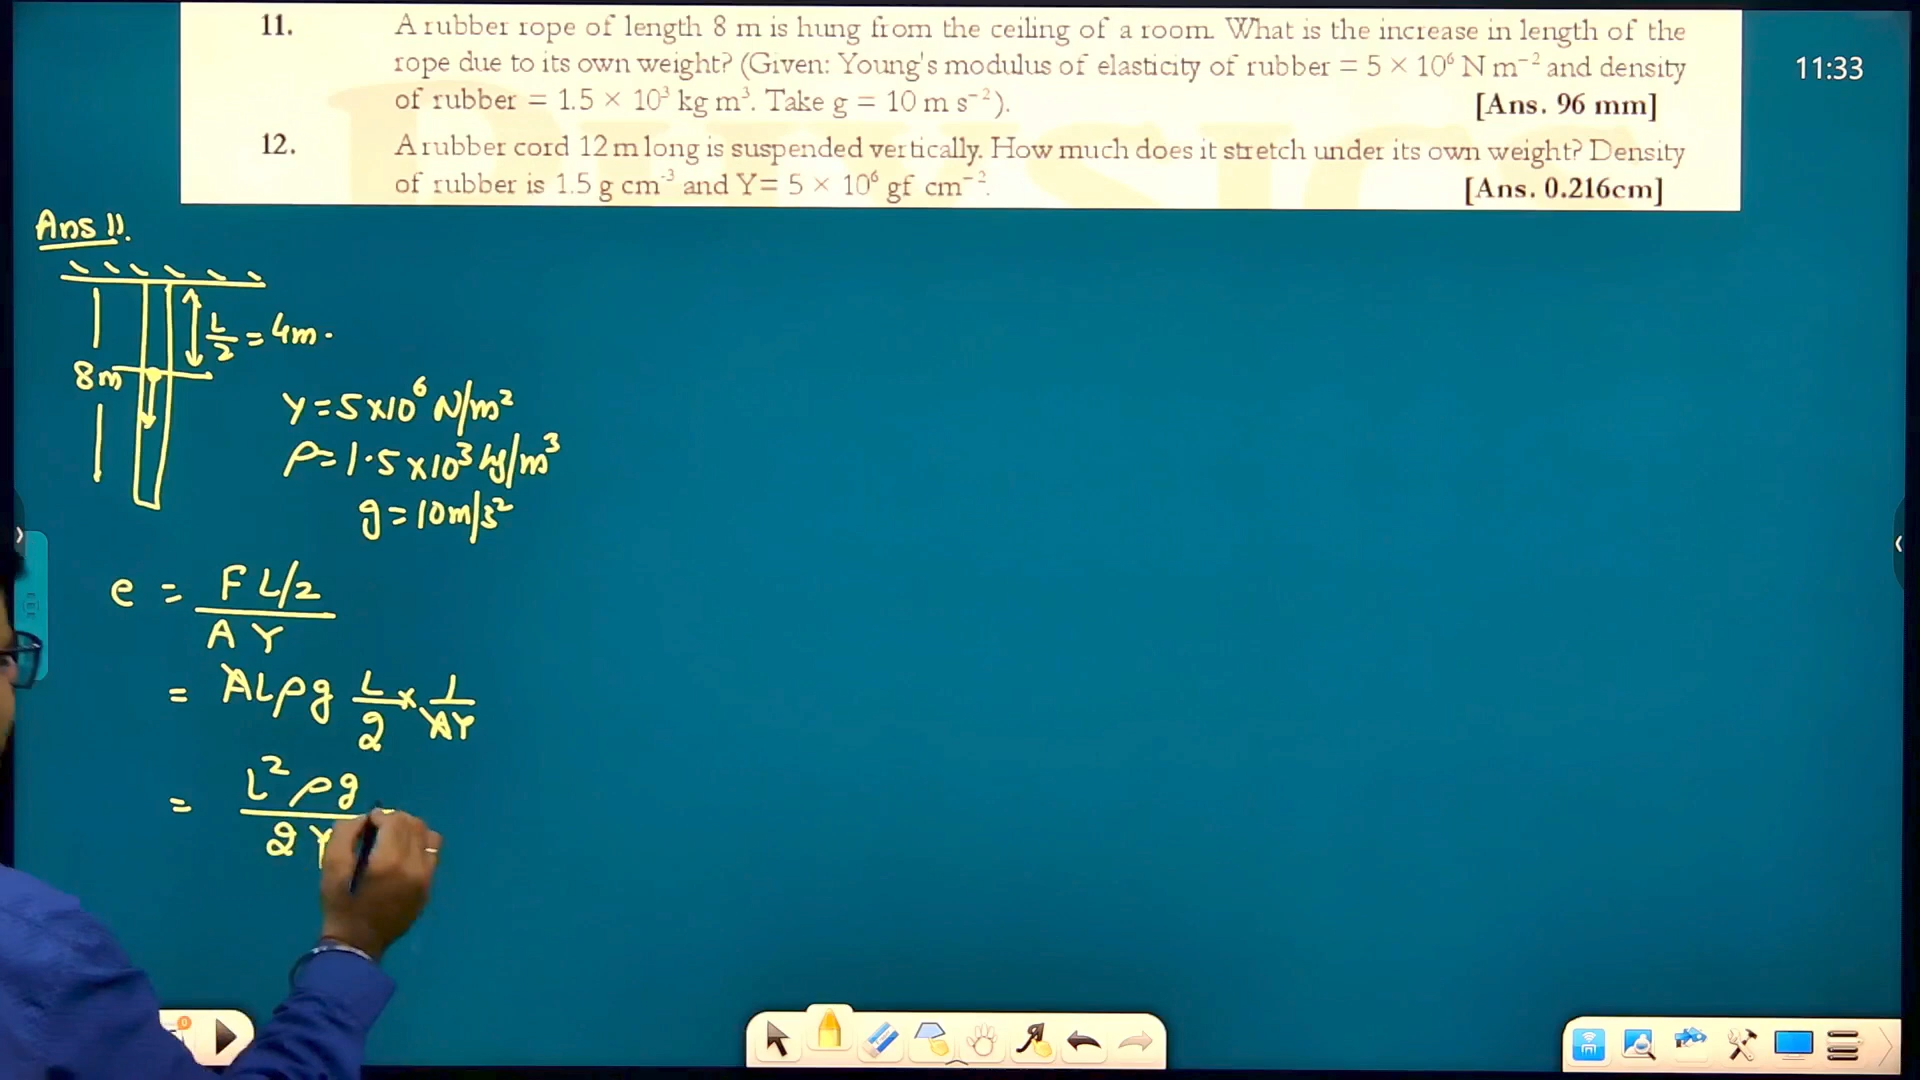 11. A rubber rope of length 8 m is hung from the ceiling of a room. What is the increase in length of the
rope due to its own weight? (Given: Young's modulus of elasticity of rubber = 5 × 10⁶ N m⁻² and density
of rubber = 1.5 × 10³ kg m³. Take g = 10 m s⁻²). [Ans. 96 mm]
12. A rubber cord 12 m long is suspended vertically. How much does it stretch under its own weight? Density
of rubber is 1.5 g cm⁻³ and Y= 5 × 10⁶ gf cm⁻². [Ans. 0.216cm]
11:33
Ans 11.
L/2 = 4m.
8m
Y = 5×10⁶ N/m²
ρ = 1.5×10³ kg/m³
g = 10m/s²
e = F L/2 / A Y
= ALρg L/2 × 1/AY
= L²ρg / 2Y